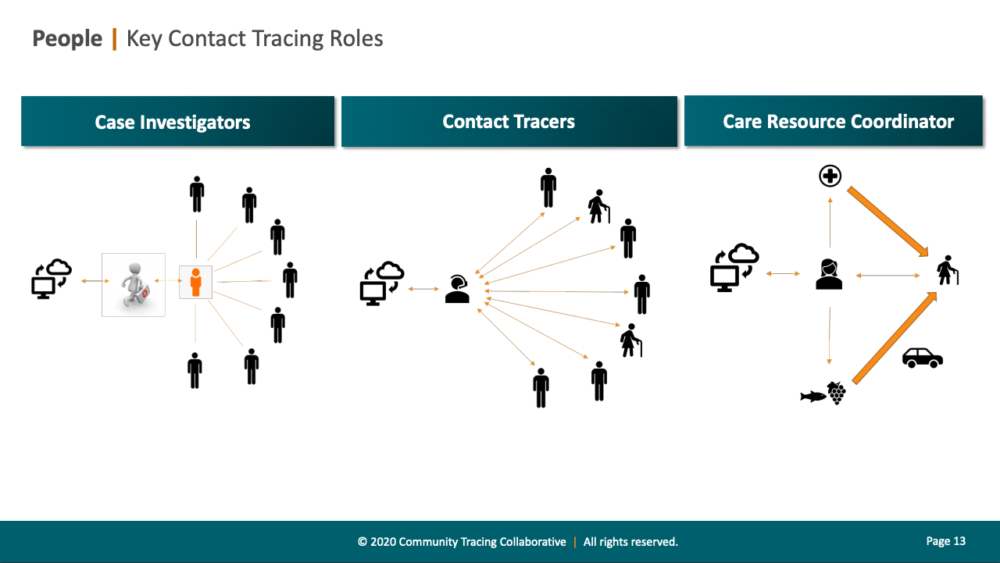 People | Key Contact Tracing Roles
Case Investigators
Contact Tracers
Care Resource Coordinator
© 2020 Community Tracing Collaborative | All rights reserved.
Page 13